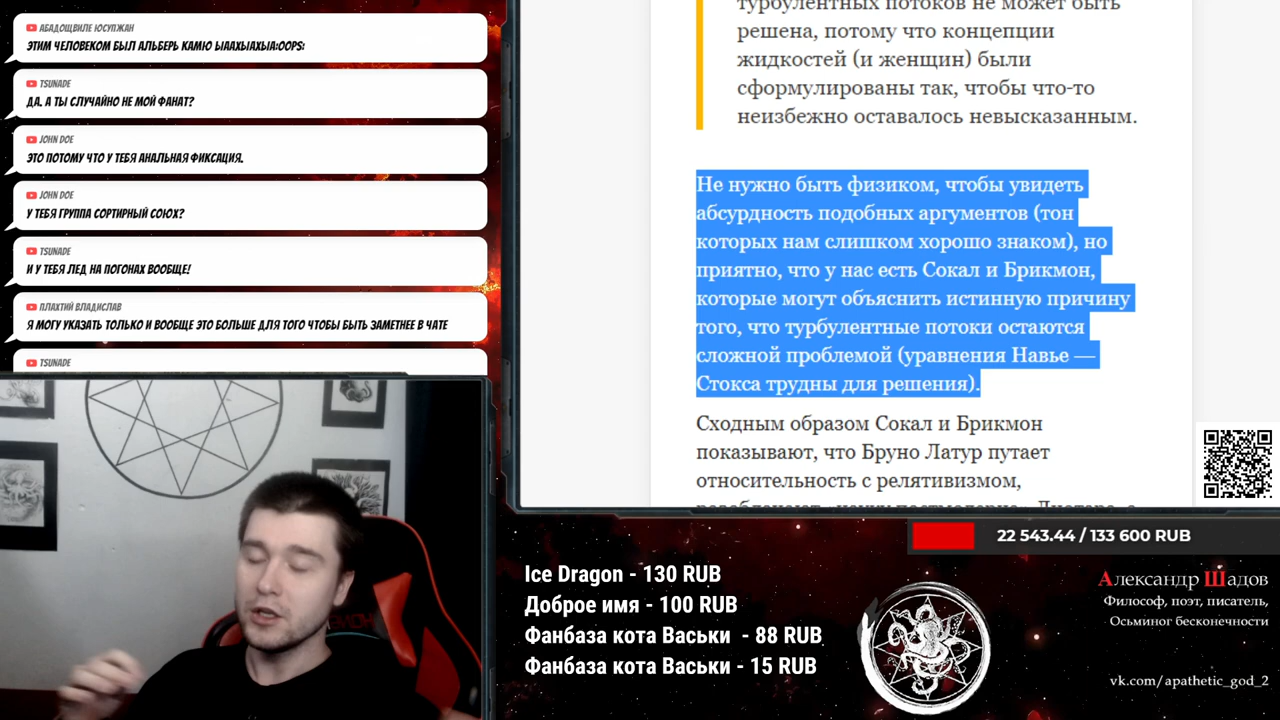 АБАДОЩВИЛЕ ЮСУПЖАН
ЭТИМ ЧЕЛОВЕКОМ БЫЛ АЛЬБЕРЬ КАМЮ ЫААХЫАХЫА:OOPS:
TSUNADE
ДА. А ТЫ СЛУЧАЙНО НЕ МОЙ ФАНАТ?
JOHN DOE
ЭТО ПОТОМУ ЧТО У ТЕБЯ АНАЛЬНАЯ ФИКСАЦИЯ.
JOHN DOE
У ТЕБЯ ГРУППА СОРТИРНЫЙ СОЮХ?
TSUNADE
И У ТЕБЯ ЛЕД НА ПОГОНАХ ВООБЩЕ!
ПЛАХТИЙ ВЛАДИСЛАВ
Я МОГУ УКАЗАТЬ ТОЛЬКО И ВООБЩЕ ЭТО БОЛЬШЕ ДЛЯ ТОГО ЧТОБЫ БЫТЬ ЗАМЕТНЕЕ В ЧАТЕ
TSUNADE
турбулентных потоков не может быть
решена, потому что концепции
жидкостей (и женщин) были
сформулированы так, чтобы что-то
неизбежно оставалось невысказанным.
Не нужно быть физиком, чтобы увидеть
абсурдность подобных аргументов (тон
которых нам слишком хорошо знаком), но
приятно, что у нас есть Сокал и Брикмон,
которые могут объяснить истинную причину
того, что турбулентные потоки остаются
сложной проблемой (уравнения Навье —
Стокса трудны для решения).
Сходным образом Сокал и Брикмон
показывают, что Бруно Латур путает
относительность с релятивизмом,
22 543.44 / 133 600 RUB
Ice Dragon - 130 RUB
Доброе имя - 100 RUB
Фанбаза кота Васьки - 88 RUB
Фанбаза кота Васьки - 15 RUB
Александр Шадов
Философ, поэт, писатель,
Осьминог бесконечности
vk.com/apathetic_god_2